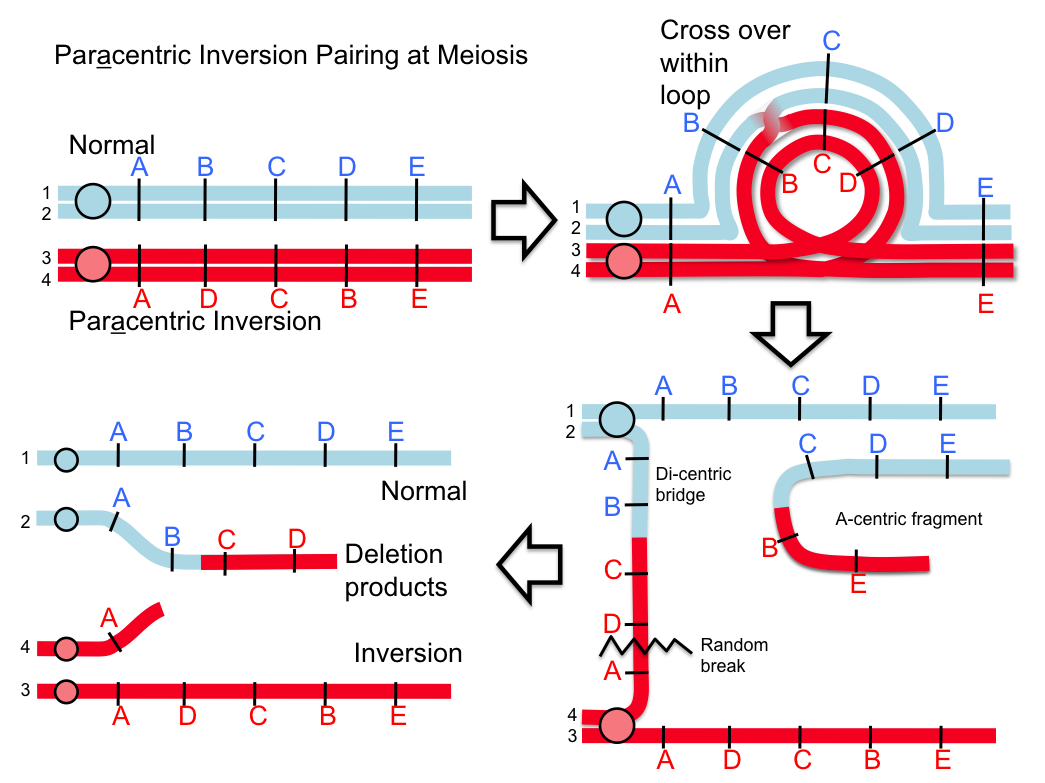 Paracentric Inversion Pairing at Meiosis
Normal
A B C D E
1
2
3
4
A D C B E
Paracentric Inversion
Cross over
within
loop
C
B D
A E
B C D
1
2
3
4
A E
1
2
A B C D E
A
B
C
D
A
Di-centric
bridge
C D E
A-centric fragment
B
E
Random
break
4
3
A D C B E
1
A B C D E
Normal
2
A B C D
Deletion
products
4
A
Inversion
3
A D C B E